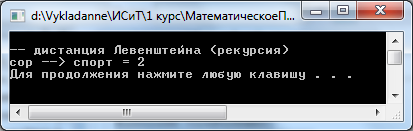 d:\Vykladanne\ИСиТ\1 курс\МатематическоеП...
-- дистанция Левенштейна (рекурсия)
сор --> спорт = 2
Для продолжения нажмите любую клавишу . . .